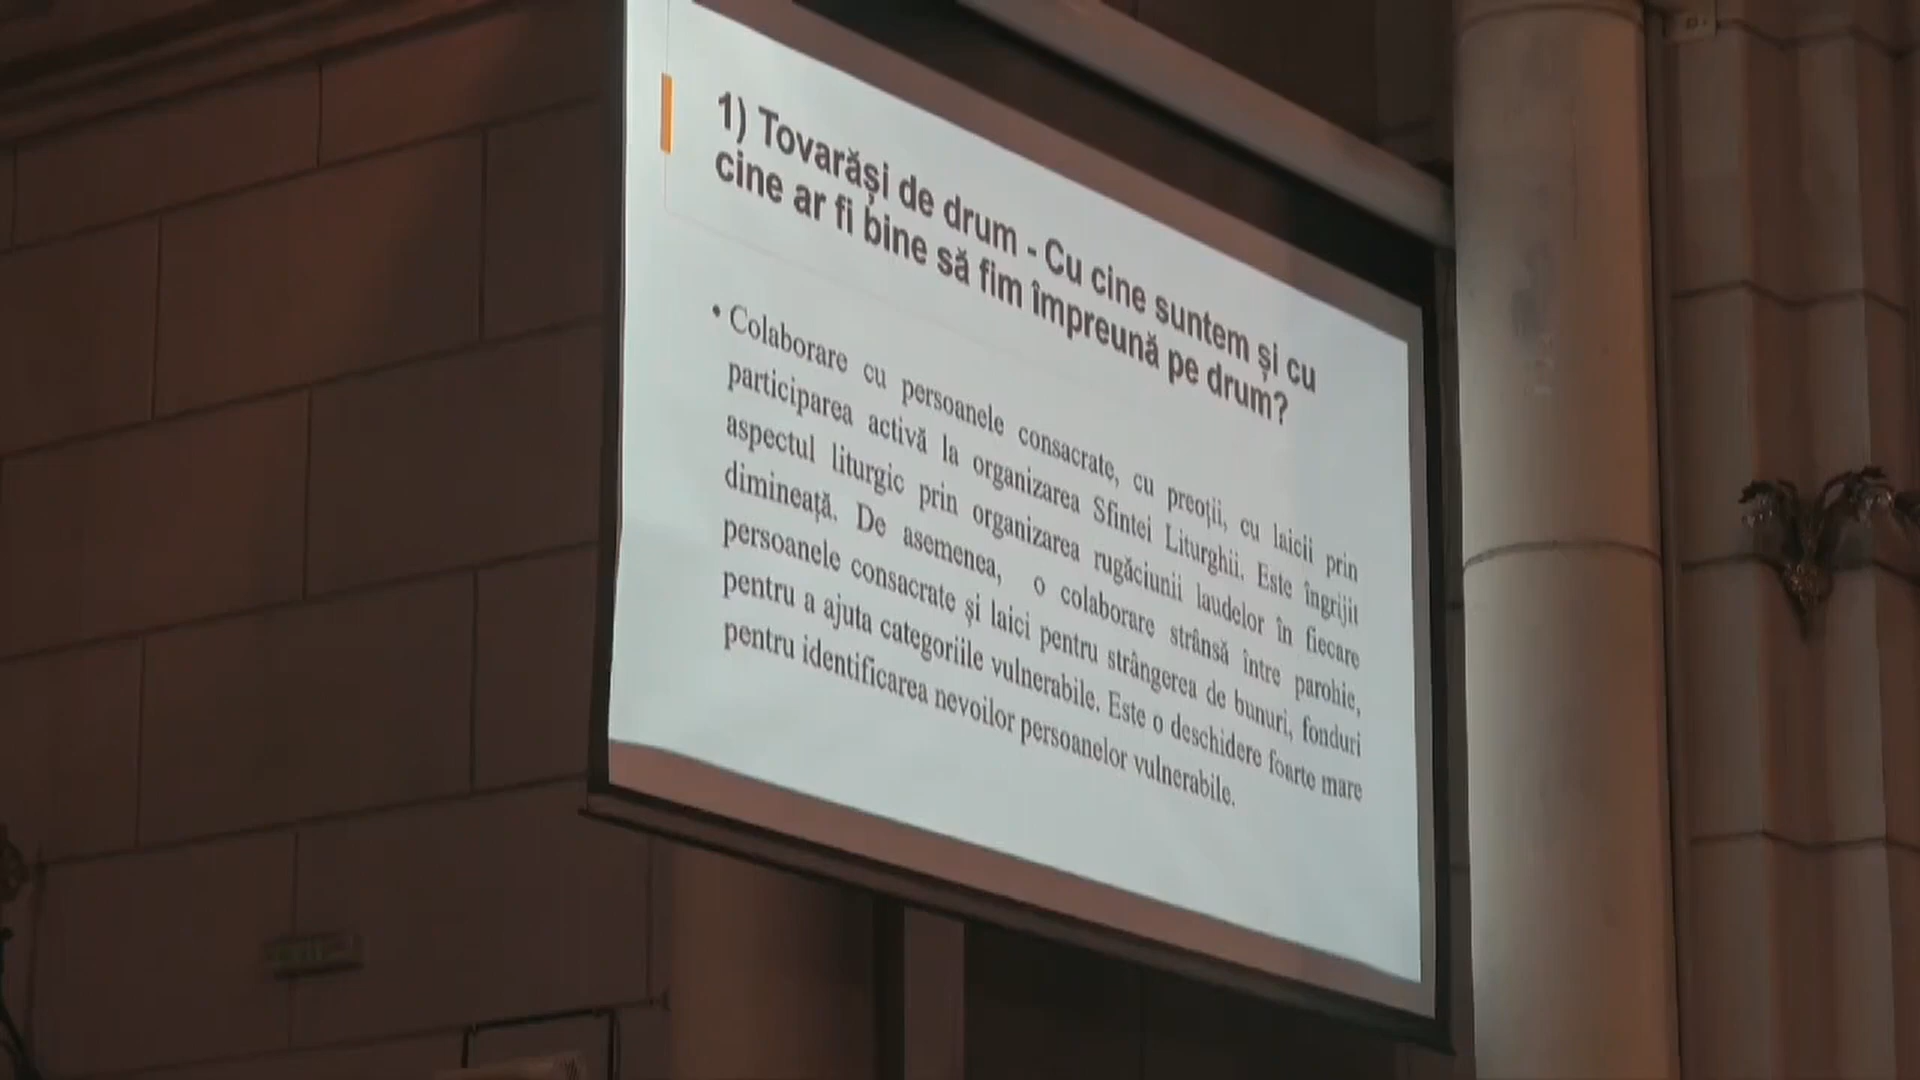 1) Tovarăși de drum - Cu cine suntem și cu
cine ar fi bine să fim împreună pe drum?
• Colaborare cu persoanele consacrate, cu preoții, cu laicii prin
participarea activă la organizarea Sfintei Liturghii. Este îngrijit
aspectul liturgic prin organizarea rugăciunii laudelor în fiecare
dimineață. De asemenea, o colaborare strânsă între parohie,
persoanele consacrate și laici pentru strângerea de bunuri, fonduri
pentru a ajuta categoriile vulnerabile. Este o deschidere foarte mare
pentru identificarea nevoilor persoanelor vulnerabile.